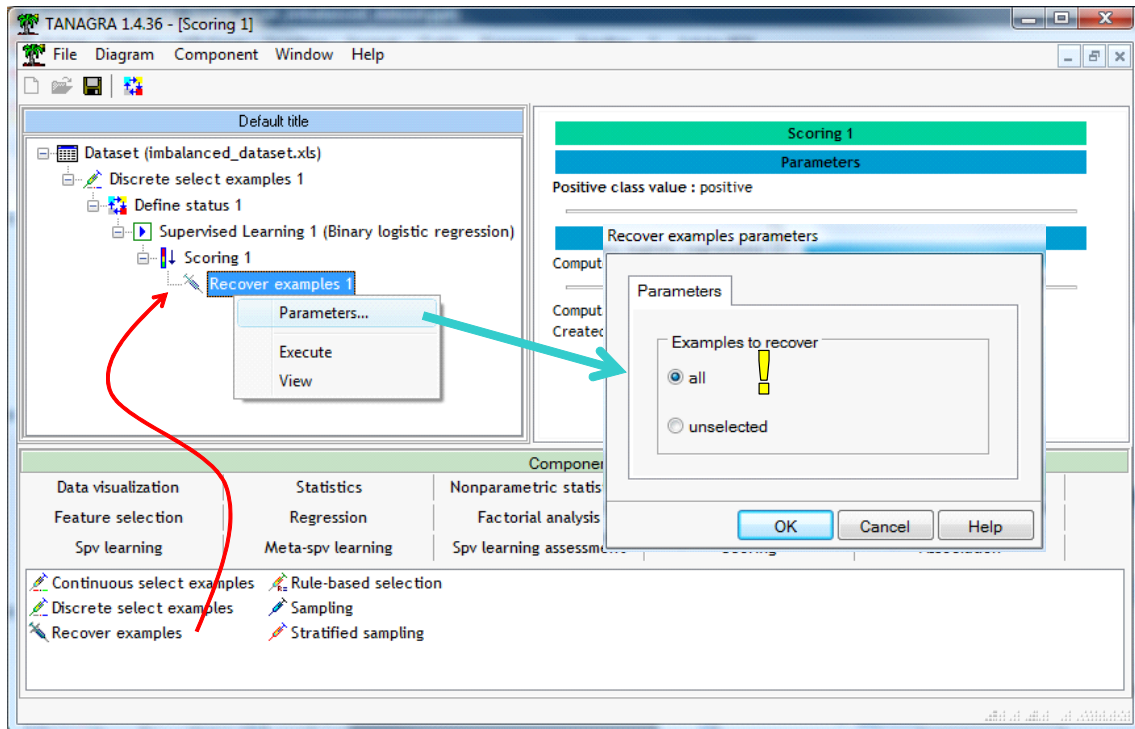 TANAGRA 1.4.36 - [Scoring 1]
File Diagram Component Window Help
Default title
Dataset (imbalanced_dataset.xls)
Discrete select examples 1
Define status 1
Supervised Learning 1 (Binary logistic regression)
Scoring 1
Recover examples 1
Parameters...
Execute
View
Scoring 1
Parameters
Positive class value : positive
Recover examples parameters
Parameters
Examples to recover
all
!
unselected
OK Cancel Help
Data visualization Statistics
Feature selection Regression Factorial analysis
Spv learning Meta-spv learning Spv learning assessment Scoring Association
Continuous select examples Rule-based selection
Discrete select examples Sampling
Recover examples Stratified sampling